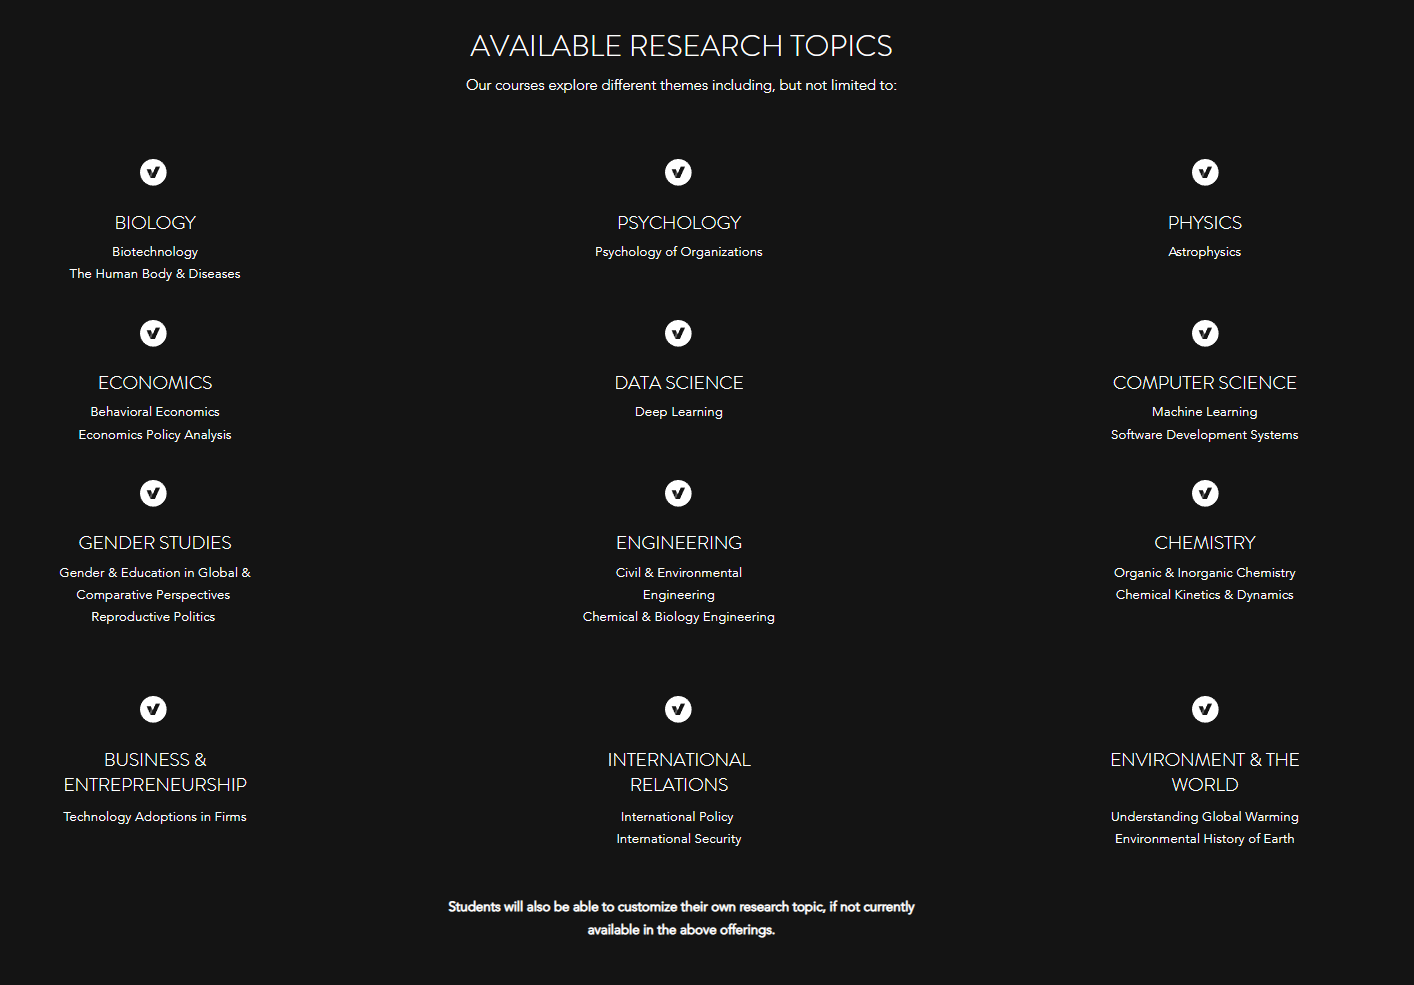 AVAILABLE RESEARCH TOPICS
Our courses explore different themes including, but not limited to:
BIOLOGY
Biotechnology
The Human Body & Diseases
PSYCHOLOGY
Psychology of Organizations
PHYSICS
Astrophysics
ECONOMICS
Behavioral Economics
Economics Policy Analysis
DATA SCIENCE
Deep Learning
COMPUTER SCIENCE
Machine Learning
Software Development Systems
GENDER STUDIES
Gender & Education in Global &
Comparative Perspectives
Reproductive Politics
ENGINEERING
Civil & Environmental
Engineering
Chemical & Biology Engineering
CHEMISTRY
Organic & Inorganic Chemistry
Chemical Kinetics & Dynamics
BUSINESS &
ENTREPRENEURSHIP
Technology Adoptions in Firms
INTERNATIONAL
RELATIONS
International Policy
International Security
ENVIRONMENT & THE
WORLD
Understanding Global Warming
Environmental History of Earth
Students will also be able to customize their own research topic, if not currently
available in the above offerings.